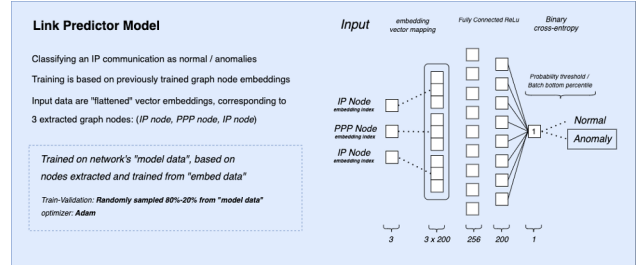 Link Predictor Model
Classifying an IP communication as normal / anomalies
Training is based on previously trained graph node embeddings
Input data are "flattened" vector embeddings, corresponding to
3 extracted graph nodes: (IP node, PPP node, IP node)
Trained on network's "model data", based on
nodes extracted and trained from "embed data"
Train-Validation: Randomly sampled 80%-20% from "model data"
optimizer: Adam
Input
embedding
vector mapping
Fully Connected ReLu
Binary
cross-entropy
Probability threshold /
Batch bottom percentile
IP Node
embedding index
PPP Node
embedding index
IP Node
embedding index
1
Normal
Anomaly
3
3 x 200
256
200
1